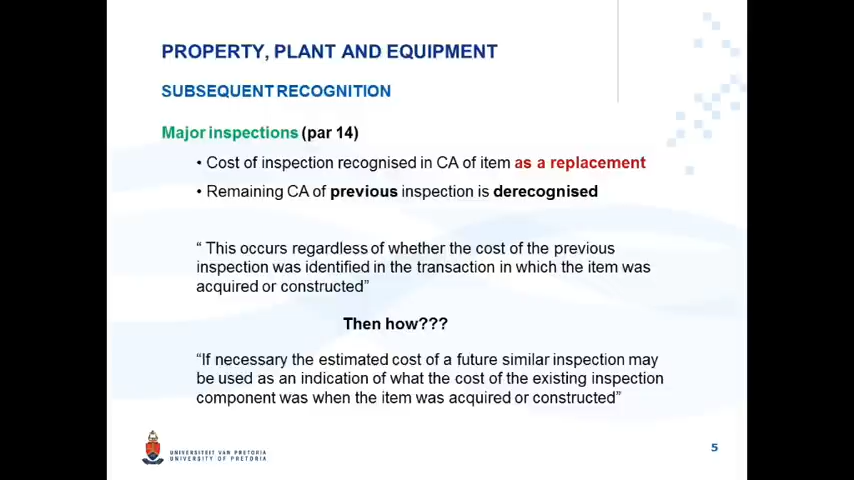 PROPERTY, PLANT AND EQUIPMENT
SUBSEQUENT RECOGNITION
Major inspections (par 14)
• Cost of inspection recognised in CA of item as a replacement
• Remaining CA of previous inspection is derecognised
“ This occurs regardless of whether the cost of the previous
inspection was identified in the transaction in which the item was
acquired or constructed”
Then how???
“If necessary the estimated cost of a future similar inspection may
be used as an indication of what the cost of the existing inspection
component was when the item was acquired or constructed”
UNIVERSITEIT VAN PRETORIA
UNIVERSITY OF PRETORIA
5